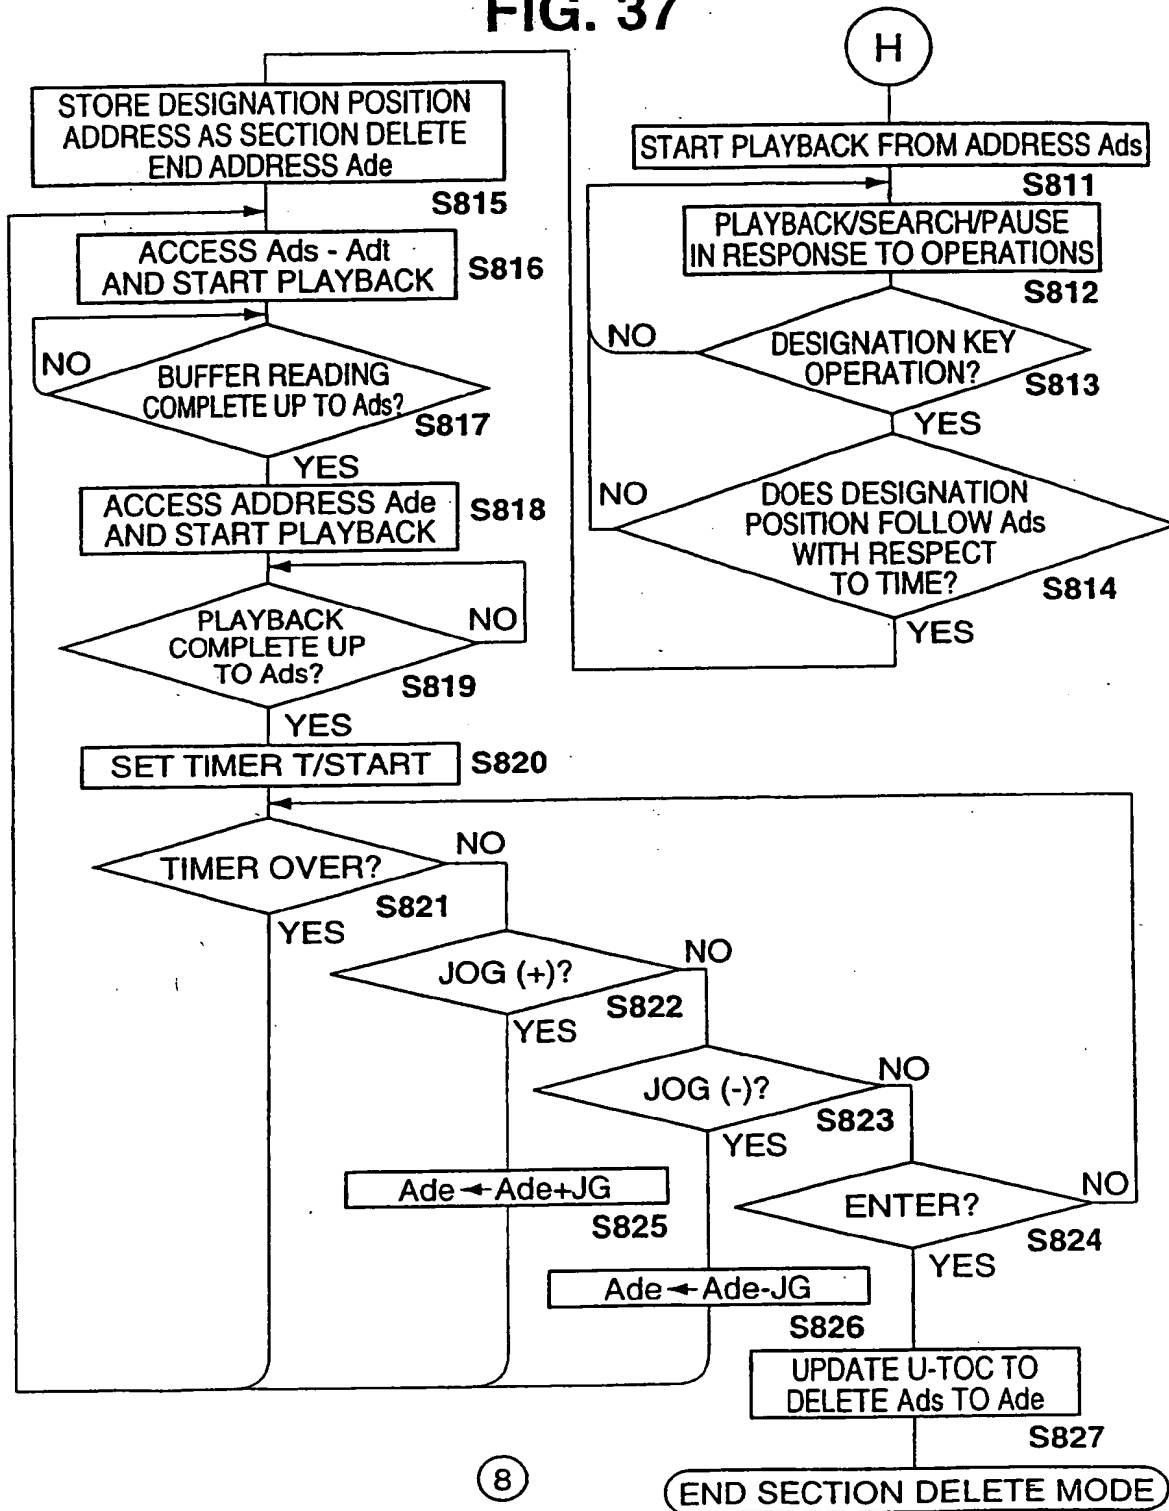 FIG. 37
H
START PLAYBACK FROM ADDRESS Ads
S811
PLAYBACK/SEARCH/PAUSE
IN RESPONSE TO OPERATIONS
S812
NO
DESIGNATION KEY
OPERATION?
S813
YES
NO
DOES DESIGNATION
POSITION FOLLOW Ads
WITH RESPECT
TO TIME?
S814
YES
STORE DESIGNATION POSITION
ADDRESS AS SECTION DELETE
END ADDRESS Ade
S815
ACCESS Ads - Adt
AND START PLAYBACK
S816
NO
BUFFER READING
COMPLETE UP TO Ads?
S817
YES
ACCESS ADDRESS Ade
AND START PLAYBACK
S818
PLAYBACK
COMPLETE UP
TO Ads?
NO
S819
YES
SET TIMER T/START
S820
TIMER OVER?
NO
S821
YES
JOG (+)?
NO
S822
YES
JOG (-)?
NO
S823
YES
Ade←Ade+JG
S825
ENTER?
NO
S824
YES
Ade←Ade-JG
S826
UPDATE U-TOC TO
DELETE Ads TO Ade
S827
8
END SECTION DELETE MODE